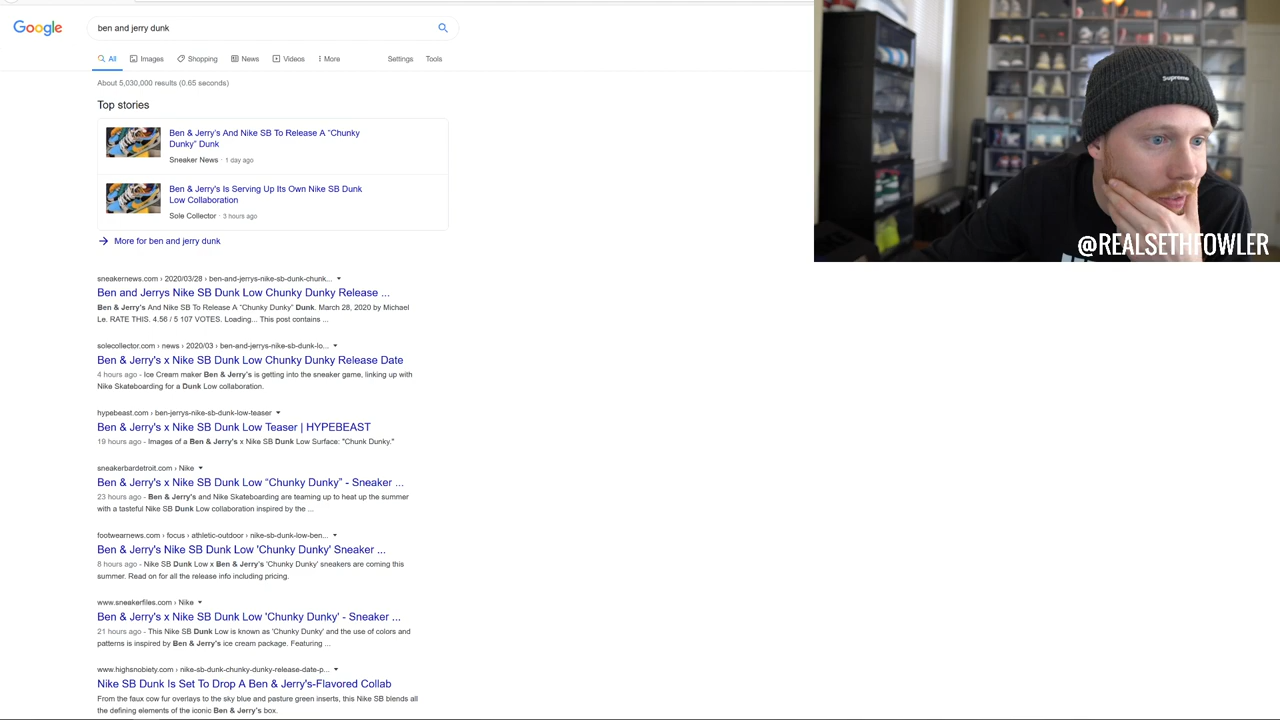 Google
ben and jerry dunk
All Images Shopping News Videos More Settings Tools
About 5,030,000 results (0.65 seconds)
Top stories
Ben & Jerry's And Nike SB To Release A "Chunky
Dunky" Dunk
Sneaker News · 1 day ago
Ben & Jerry's Is Serving Up Its Own Nike SB Dunk
Low Collaboration
Sole Collector · 3 hours ago
More for ben and jerry dunk
sneakernews.com › 2020/03/28 › ben-and-jerrys-nike-sb-dunk-chunk...
Ben and Jerrys Nike SB Dunk Low Chunky Dunky Release ...
Ben & Jerry's And Nike SB To Release A "Chunky Dunky" Dunk. March 28, 2020 by Michael
Le. RATE THIS. 4.56 / 5 107 VOTES. Loading... This post contains ...
solecollector.com › news › 2020/03 › ben-and-jerrys-nike-sb-dunk-lo...
Ben & Jerry's x Nike SB Dunk Low Chunky Dunky Release Date
4 hours ago - Ice Cream maker Ben & Jerry's is getting into the sneaker game, linking up with
Nike Skateboarding for a Dunk Low collaboration.
hypebeast.com › ben-jerrys-nike-sb-dunk-low-teaser
Ben & Jerry's x Nike SB Dunk Low Teaser | HYPEBEAST
19 hours ago - Images of a Ben & Jerry's x Nike SB Dunk Low Surface: "Chunk Dunky."
sneakerbardetroit.com › Nike
Ben & Jerry's x Nike SB Dunk Low "Chunky Dunky" - Sneaker ...
23 hours ago - Ben & Jerry's and Nike Skateboarding are teaming up to heat up the summer
with a tasteful Nike SB Dunk Low collaboration inspired by the ...
footwearnews.com › focus › athletic-outdoor › nike-sb-dunk-low-ben...
Ben & Jerry's Nike SB Dunk Low 'Chunky Dunky' Sneaker ...
8 hours ago - Nike SB Dunk Low x Ben & Jerry's 'Chunky Dunky' sneakers are coming this
summer. Read on for all the release info including pricing.
www.sneakerfiles.com › Nike
Ben & Jerry's x Nike SB Dunk Low 'Chunky Dunky' - Sneaker ...
21 hours ago - This Nike SB Dunk Low is known as 'Chunky Dunky' and the use of colors and
patterns is inspired by Ben & Jerry's ice cream package. Featuring ...
www.highsnobiety.com › nike-sb-dunk-chunky-dunky-release-date-p...
Nike SB Dunk Is Set To Drop A Ben & Jerry's-Flavored Collab
From the faux cow fur overlays to the sky blue and pasture green inserts, this Nike SB blends all
the defining elements of the iconic Ben & Jerry's box.
Supreme
@REALSETHFOWLER